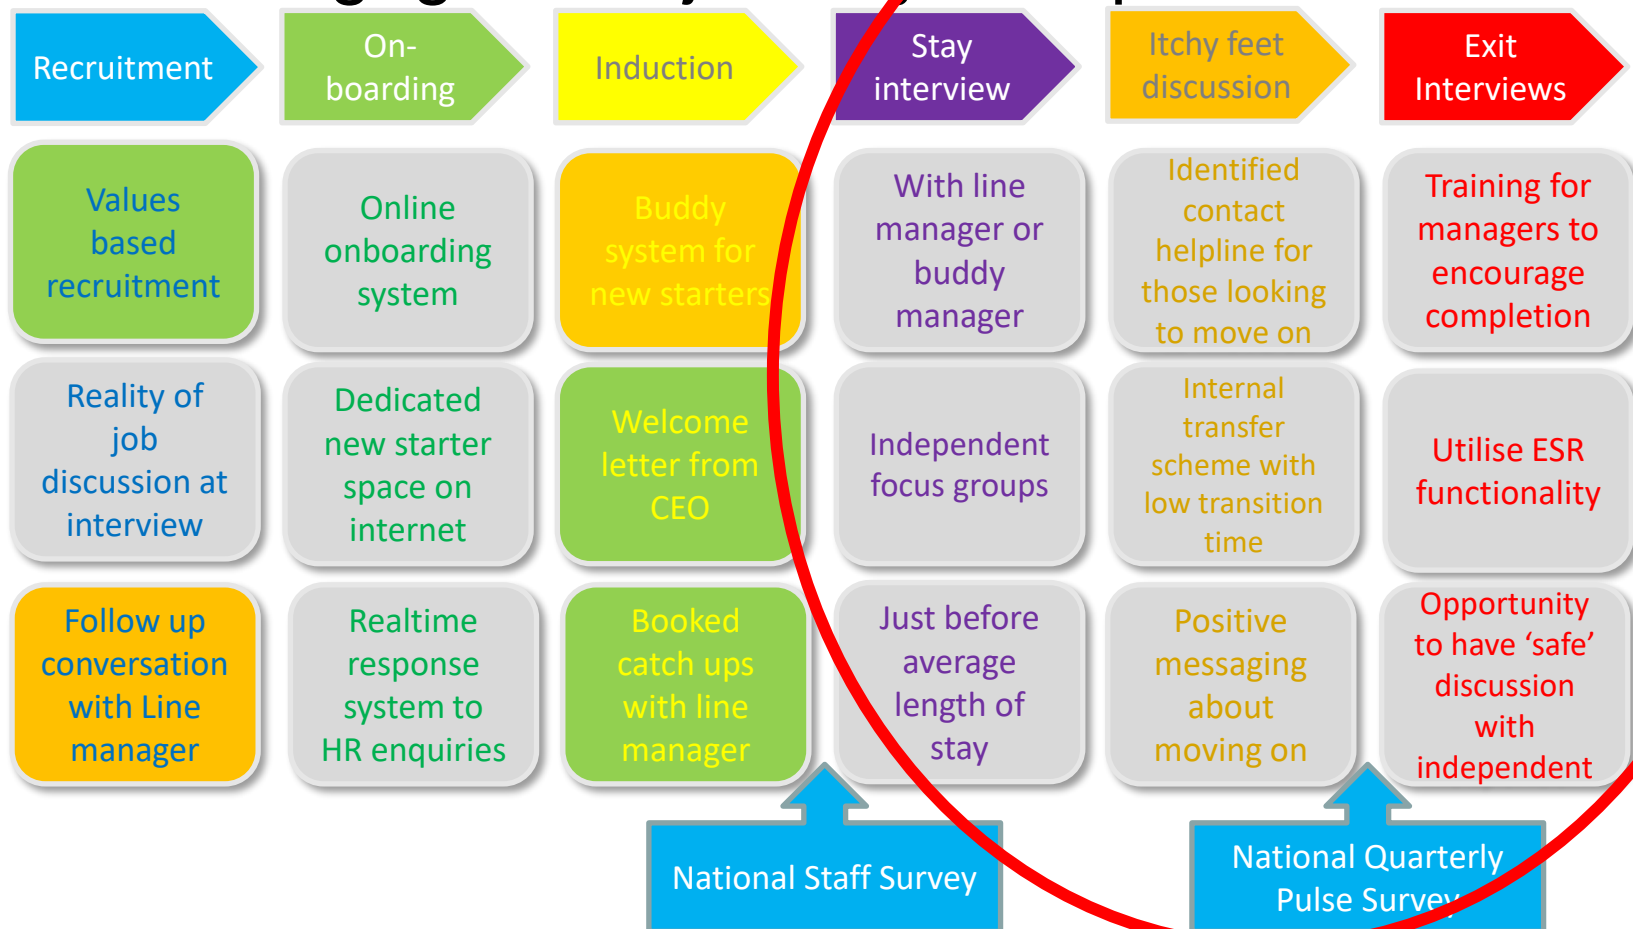 Recruitment
On-
boarding
Induction
Stay
interview
Itchy feet
discussion
Exit
Interviews
Values
based
recruitment
Online
onboarding
system
Buddy
system for
new starters
With line
manager or
buddy
manager
Identified
contact
helpline for
those looking
to move on
Training for
managers to
encourage
completion
Reality of
job
discussion at
interview
Dedicated
new starter
space on
internet
Welcome
letter from
CEO
Independent
focus groups
Internal
transfer
scheme with
low transition
time
Utilise ESR
functionality
Follow up
conversation
with Line
manager
Realtime
response
system to
HR enquiries
Booked
catch ups
with line
manager
Just before
average
length of
stay
Positive
messaging
about
moving on
Opportunity
to have ‘safe’
discussion
with
independent
National Staff Survey
National Quarterly
Pulse Survey